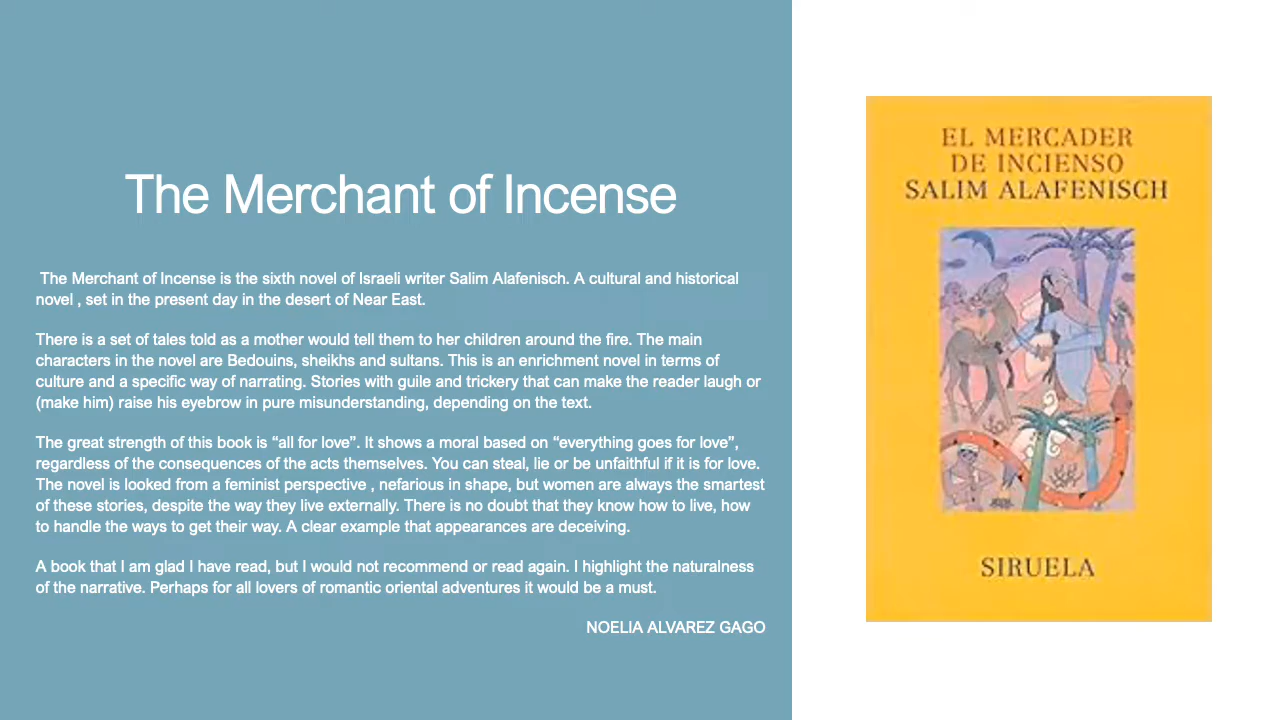 The Merchant of Incense
The Merchant of Incense is the sixth novel of Israeli writer Salim Alafenisch. A cultural and historical
novel , set in the present day in the desert of Near East.
There is a set of tales told as a mother would tell them to her children around the fire. The main
characters in the novel are Bedouins, sheikhs and sultans. This is an enrichment novel in terms of
culture and a specific way of narrating. Stories with guile and trickery that can make the reader laugh or
(make him) raise his eyebrow in pure misunderstanding, depending on the text.
The great strength of this book is “all for love”. It shows a moral based on “everything goes for love”,
regardless of the consequences of the acts themselves. You can steal, lie or be unfaithful if it is for love.
The novel is looked from a feminist perspective , nefarious in shape, but women are always the smartest
of these stories, despite the way they live externally. There is no doubt that they know how to live, how
to handle the ways to get their way. A clear example that appearances are deceiving.
A book that I am glad I have read, but I would not recommend or read again. I highlight the naturalness
of the narrative. Perhaps for all lovers of romantic oriental adventures it would be a must.
NOELIA ALVAREZ GAGO
EL MERCADER
DE INCIENSO
SALIM ALAFENISCH
SIRUELA